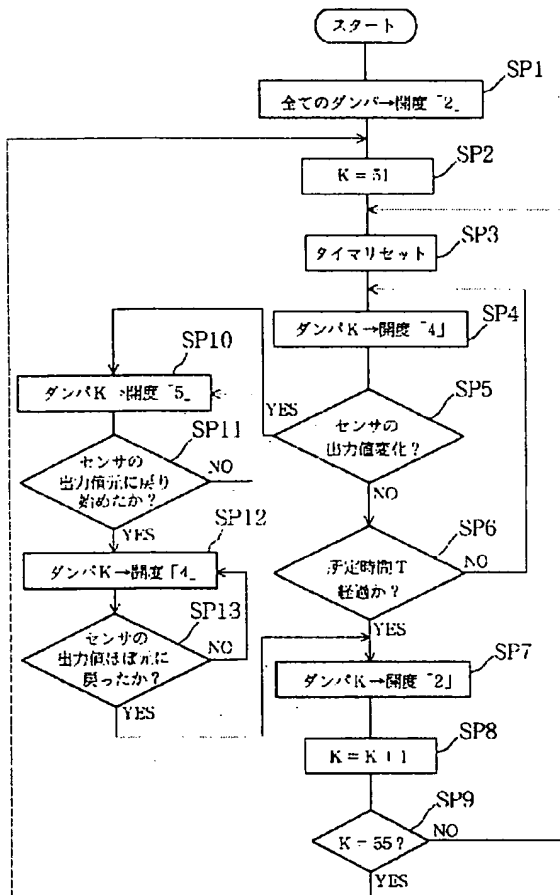 スタート
SP1
全てのダンパ→開度「2」
SP2
K = 51
SP3
タイマリセット
SP4
ダンパK→開度「4」
SP5
センサの
出力値変化？
YES
NO
SP6
所定時間T
経過か？
NO
YES
SP7
ダンパK→開度「2」
SP8
K = K + 1
SP9
K = 55？
NO
YES
SP10
ダンパK→開度「5」
SP11
センサの
出力値元に戻り
始めたか？
NO
YES
SP12
ダンパK→開度「4」
SP13
センサの
出力値ほぼ元に
戻ったか？
NO
YES